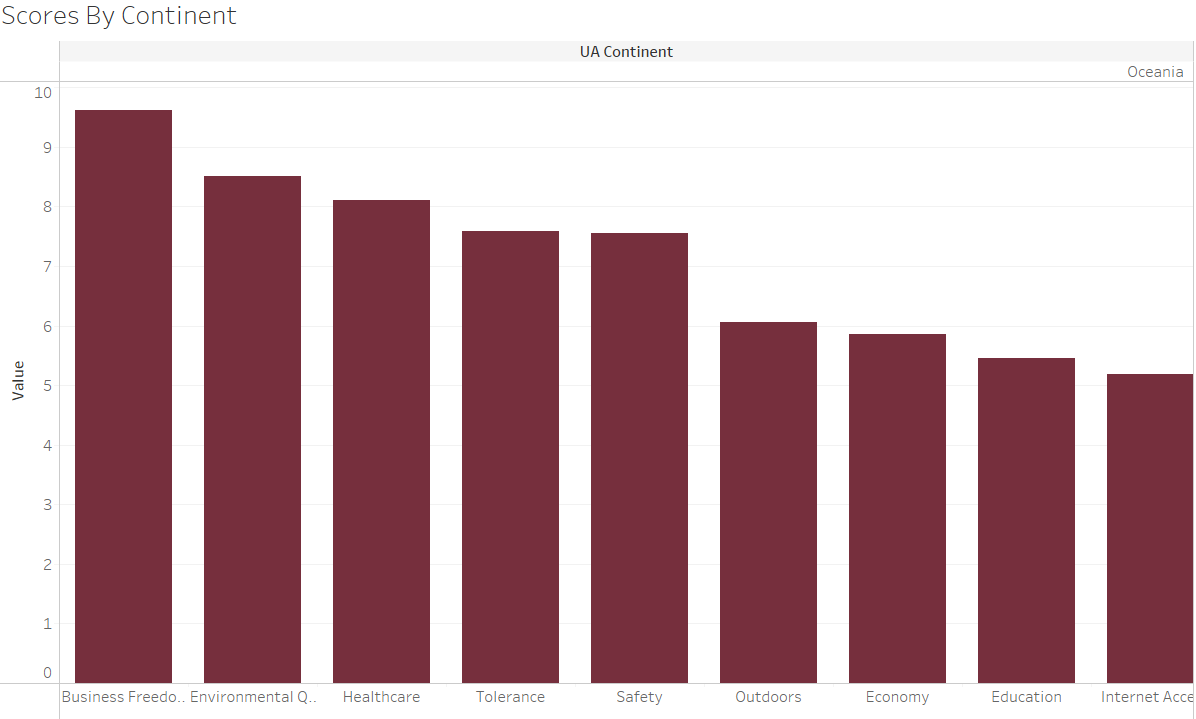 Scores By Continent
UA Continent
Oceania
10
9
8
7
6
5
4
3
2
1
0
Value
Business Freedo.. Environmental Q.. Healthcare Tolerance Safety Outdoors Economy Education Internet Acce